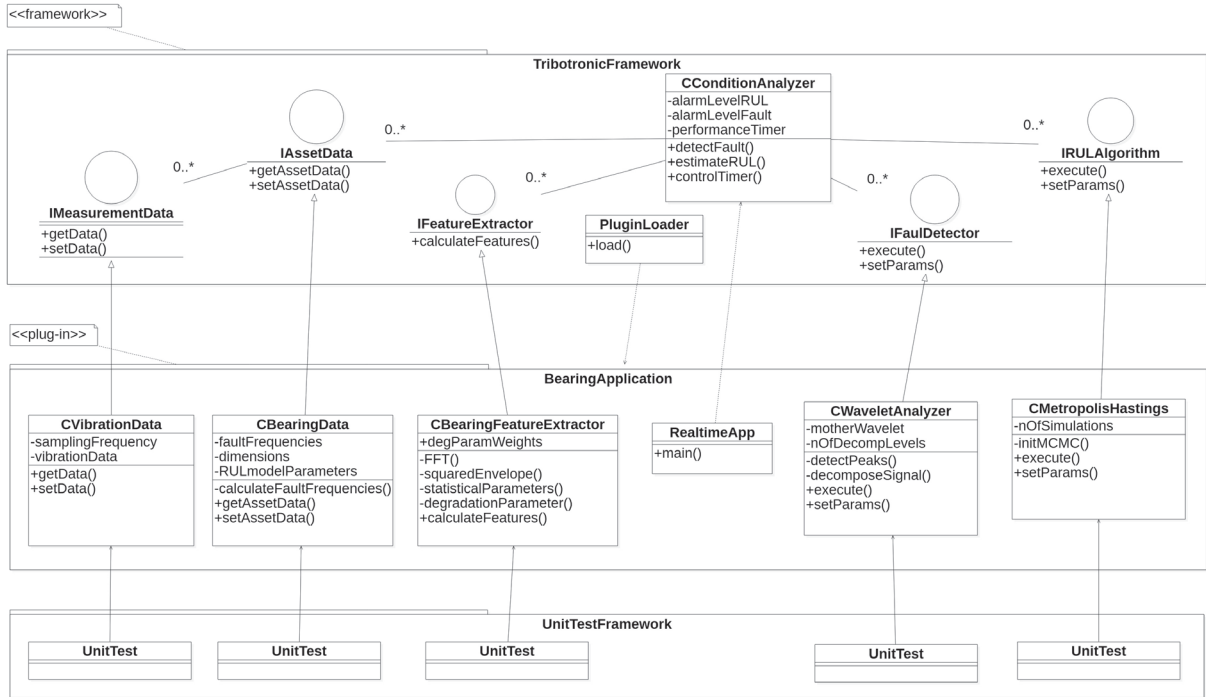 <<framework>>
TribotronicFramework
CConditionAnalyzer
-alarmLevelRUL
-alarmLevelFault
-performanceTimer
+detectFault()
+estimateRUL()
+controlTimer()
0..*
0..*
0..*
0..*
0..*
IAssetData
+getAssetData()
+setAssetData()
IRULAlgorithm
+execute()
+setParams()
IMeasurementData
+getData()
+setData()
IFeatureExtractor
+calculateFeatures()
PluginLoader
+load()
IFaulDetector
+execute()
+setParams()
<<plug-in>>
BearingApplication
CVibrationData
-samplingFrequency
-vibrationData
+getData()
+setData()
CBearingData
-faultFrequencies
-dimensions
-RULmodelParameters
-calculateFaultFrequencies()
+getAssetData()
+setAssetData()
CBearingFeatureExtractor
+degParamWeights
-FFT()
-squaredEnvelope()
-statisticalParameters()
-degradationParameter()
+calculateFeatures()
RealtimeApp
+main()
CWaveletAnalyzer
-motherWavelet
-nOfDecompLevels
-detectPeaks()
-decomposeSignal()
+execute()
+setParams()
CMetropolisHastings
-nOfSimulations
-initMCMC()
+execute()
+setParams()
UnitTestFramework
UnitTest
UnitTest
UnitTest
UnitTest
UnitTest